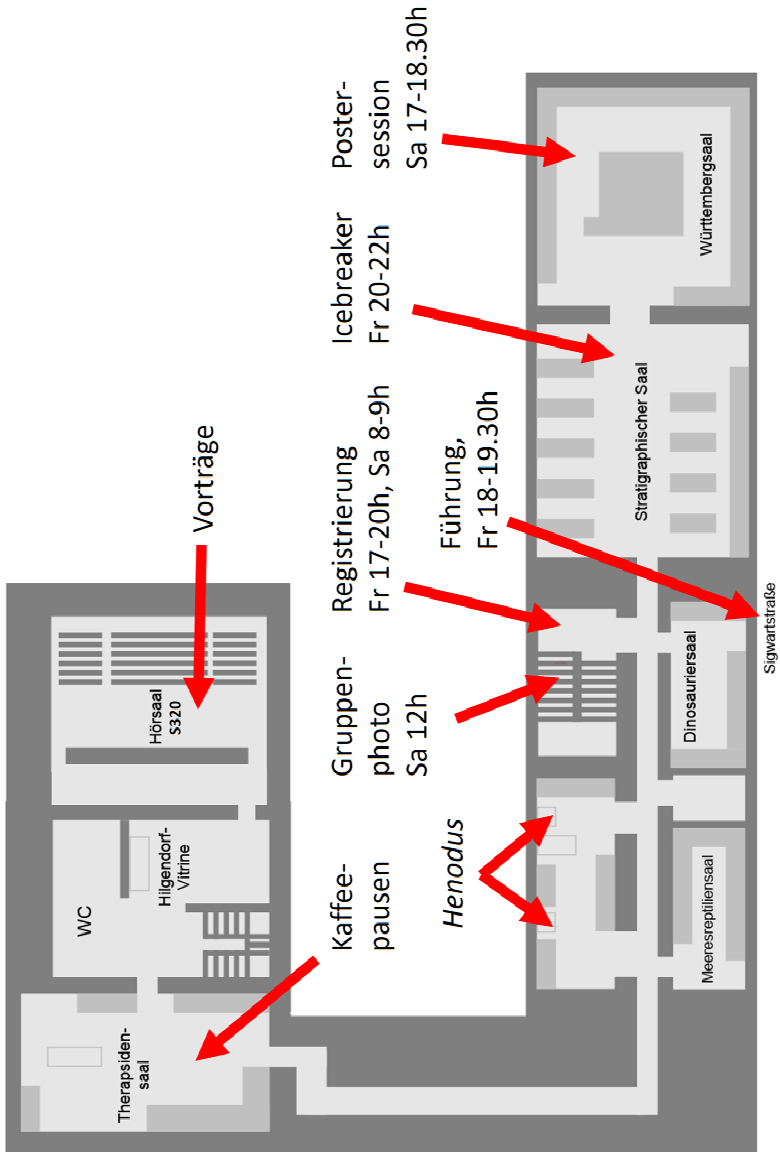 Therapsiden-
saal
WC
Hilgendorf-
Vitrine
Hörsaal
S320
Vorträge
Kaffee-
pausen
Gruppen-
photo
Sa 12h
Registrierung
Fr 17-20h, Sa 8-9h
Icebreaker
Fr 20-22h
Poster-
session
Sa 17-18.30h
Henodus
Führung,
Fr 18-19.30h
Meeresreptiliensaal
Dinosauriersaal
Stratigraphischer Saal
Württembergsaal
Sigwartstraße